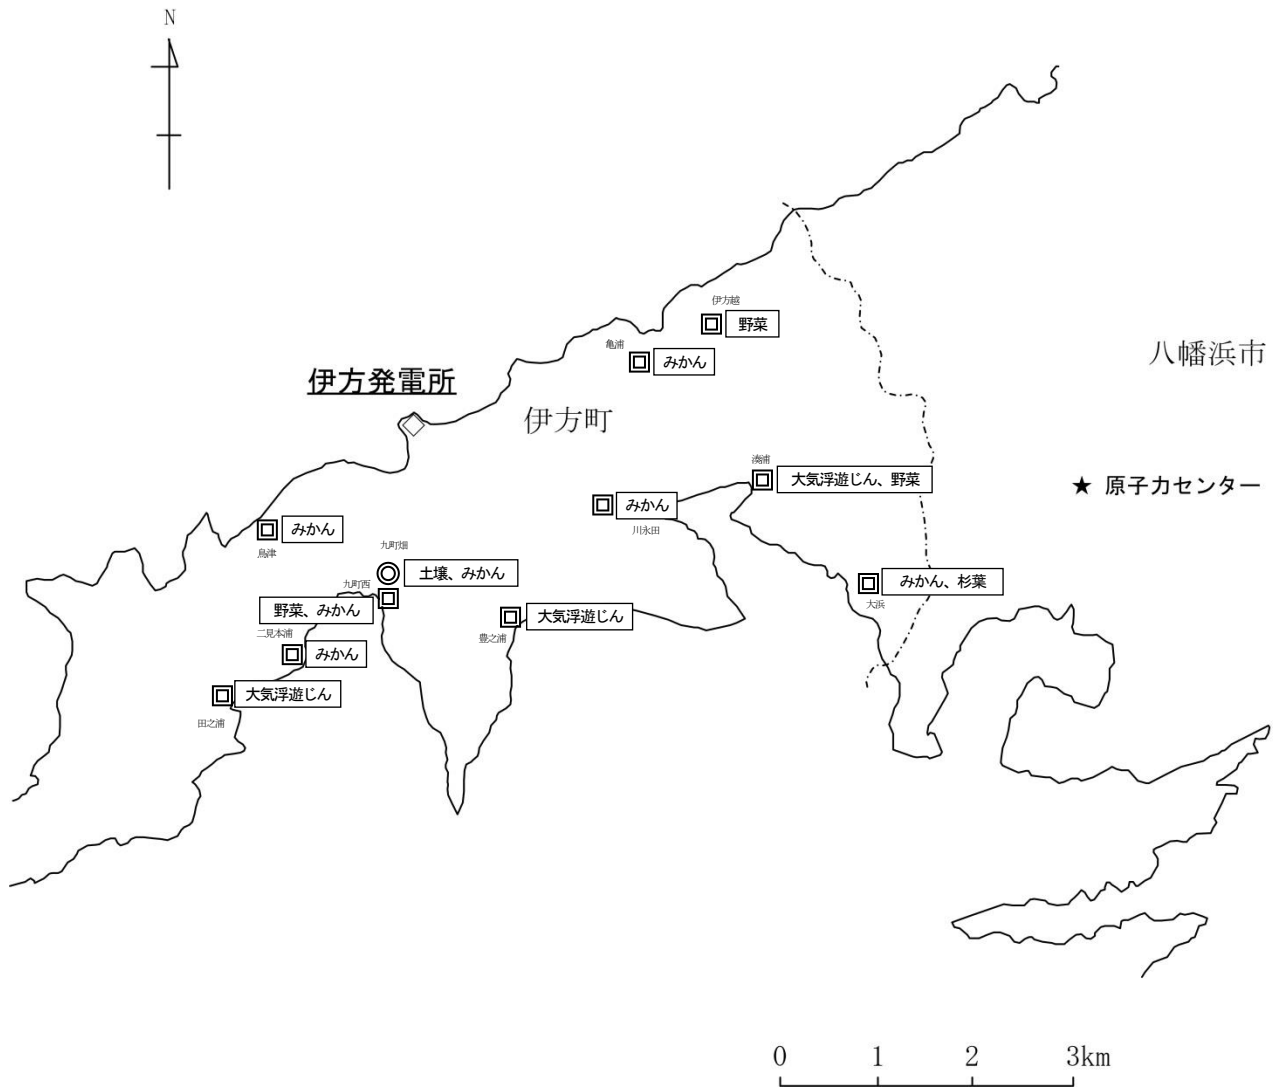 N
伊方越
野菜
亀浦
みかん
八幡浜市
伊方発電所
伊方町
湊浦
大気浮遊じん、野菜
★ 原子力センター
みかん
川永田
みかん
鳥津
九町畑
土壌、みかん
九町西
野菜、みかん
みかん、杉葉
大浜
大気浮遊じん
豊之浦
二見本浦
みかん
大気浮遊じん
田之浦
0 1 2 3km